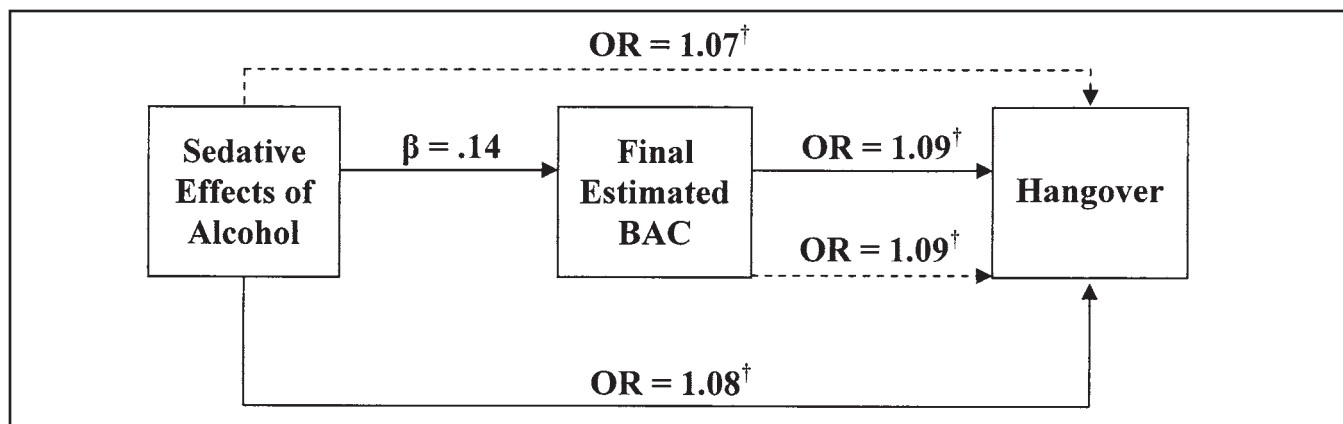 OR = 1.07†
Sedative
Effects of
Alcohol
β = .14
Final
Estimated
BAC
OR = 1.09†
OR = 1.09†
Hangover
OR = 1.08†